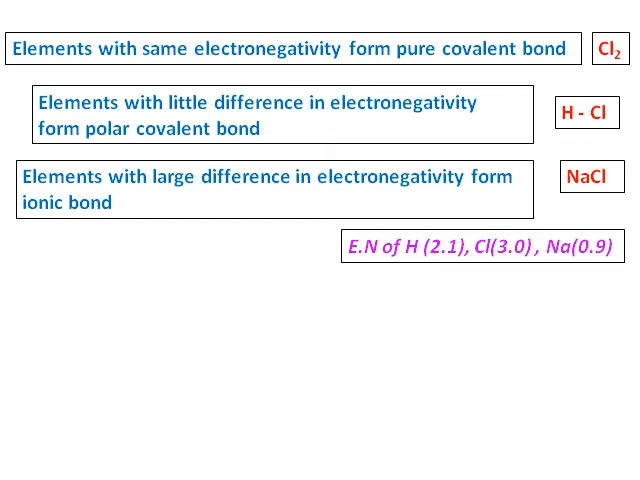 Elements with same electronegativity form pure covalent bond Cl₂
Elements with little difference in electronegativity
form polar covalent bond
H - Cl
Elements with large difference in electronegativity form
ionic bond
NaCl
E.N of H (2.1), Cl(3.0) , Na(0.9)